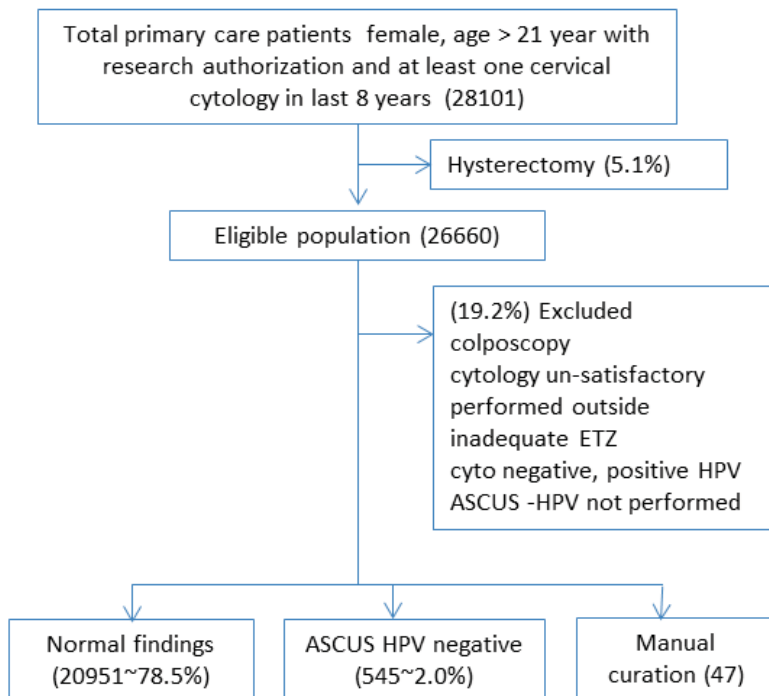 Total primary care patients female, age > 21 year with
research authorization and at least one cervical
cytology in last 8 years (28101)
Hysterectomy (5.1%)
Eligible population (26660)
(19.2%) Excluded
colposcopy
cytology un-satisfactory
performed outside
inadequate ETZ
cyto negative, positive HPV
ASCUS -HPV not performed
Normal findings
(20951~78.5%)
ASCUS HPV negative
(545~2.0%)
Manual
curation (47)